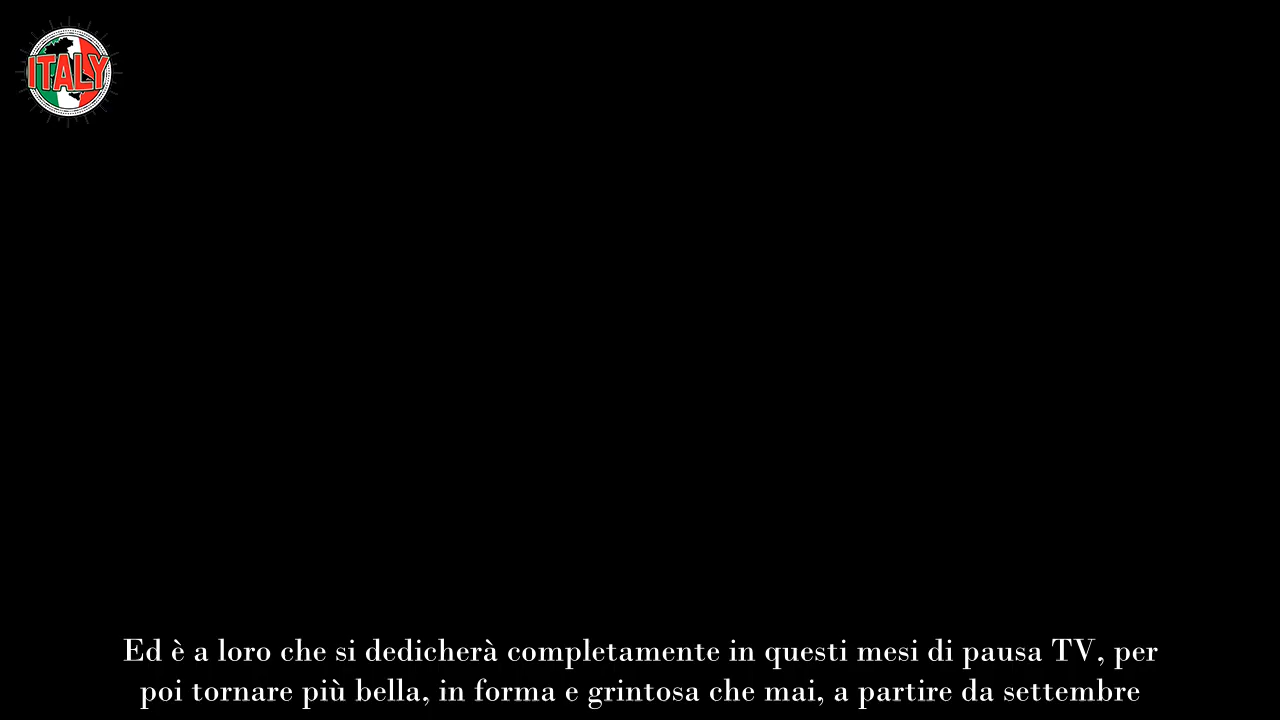 ITALY
Ed è a loro che si dedicherà completamente in questi mesi di pausa TV, per
poi tornare più bella, in forma e grintosa che mai, a partire da settembre